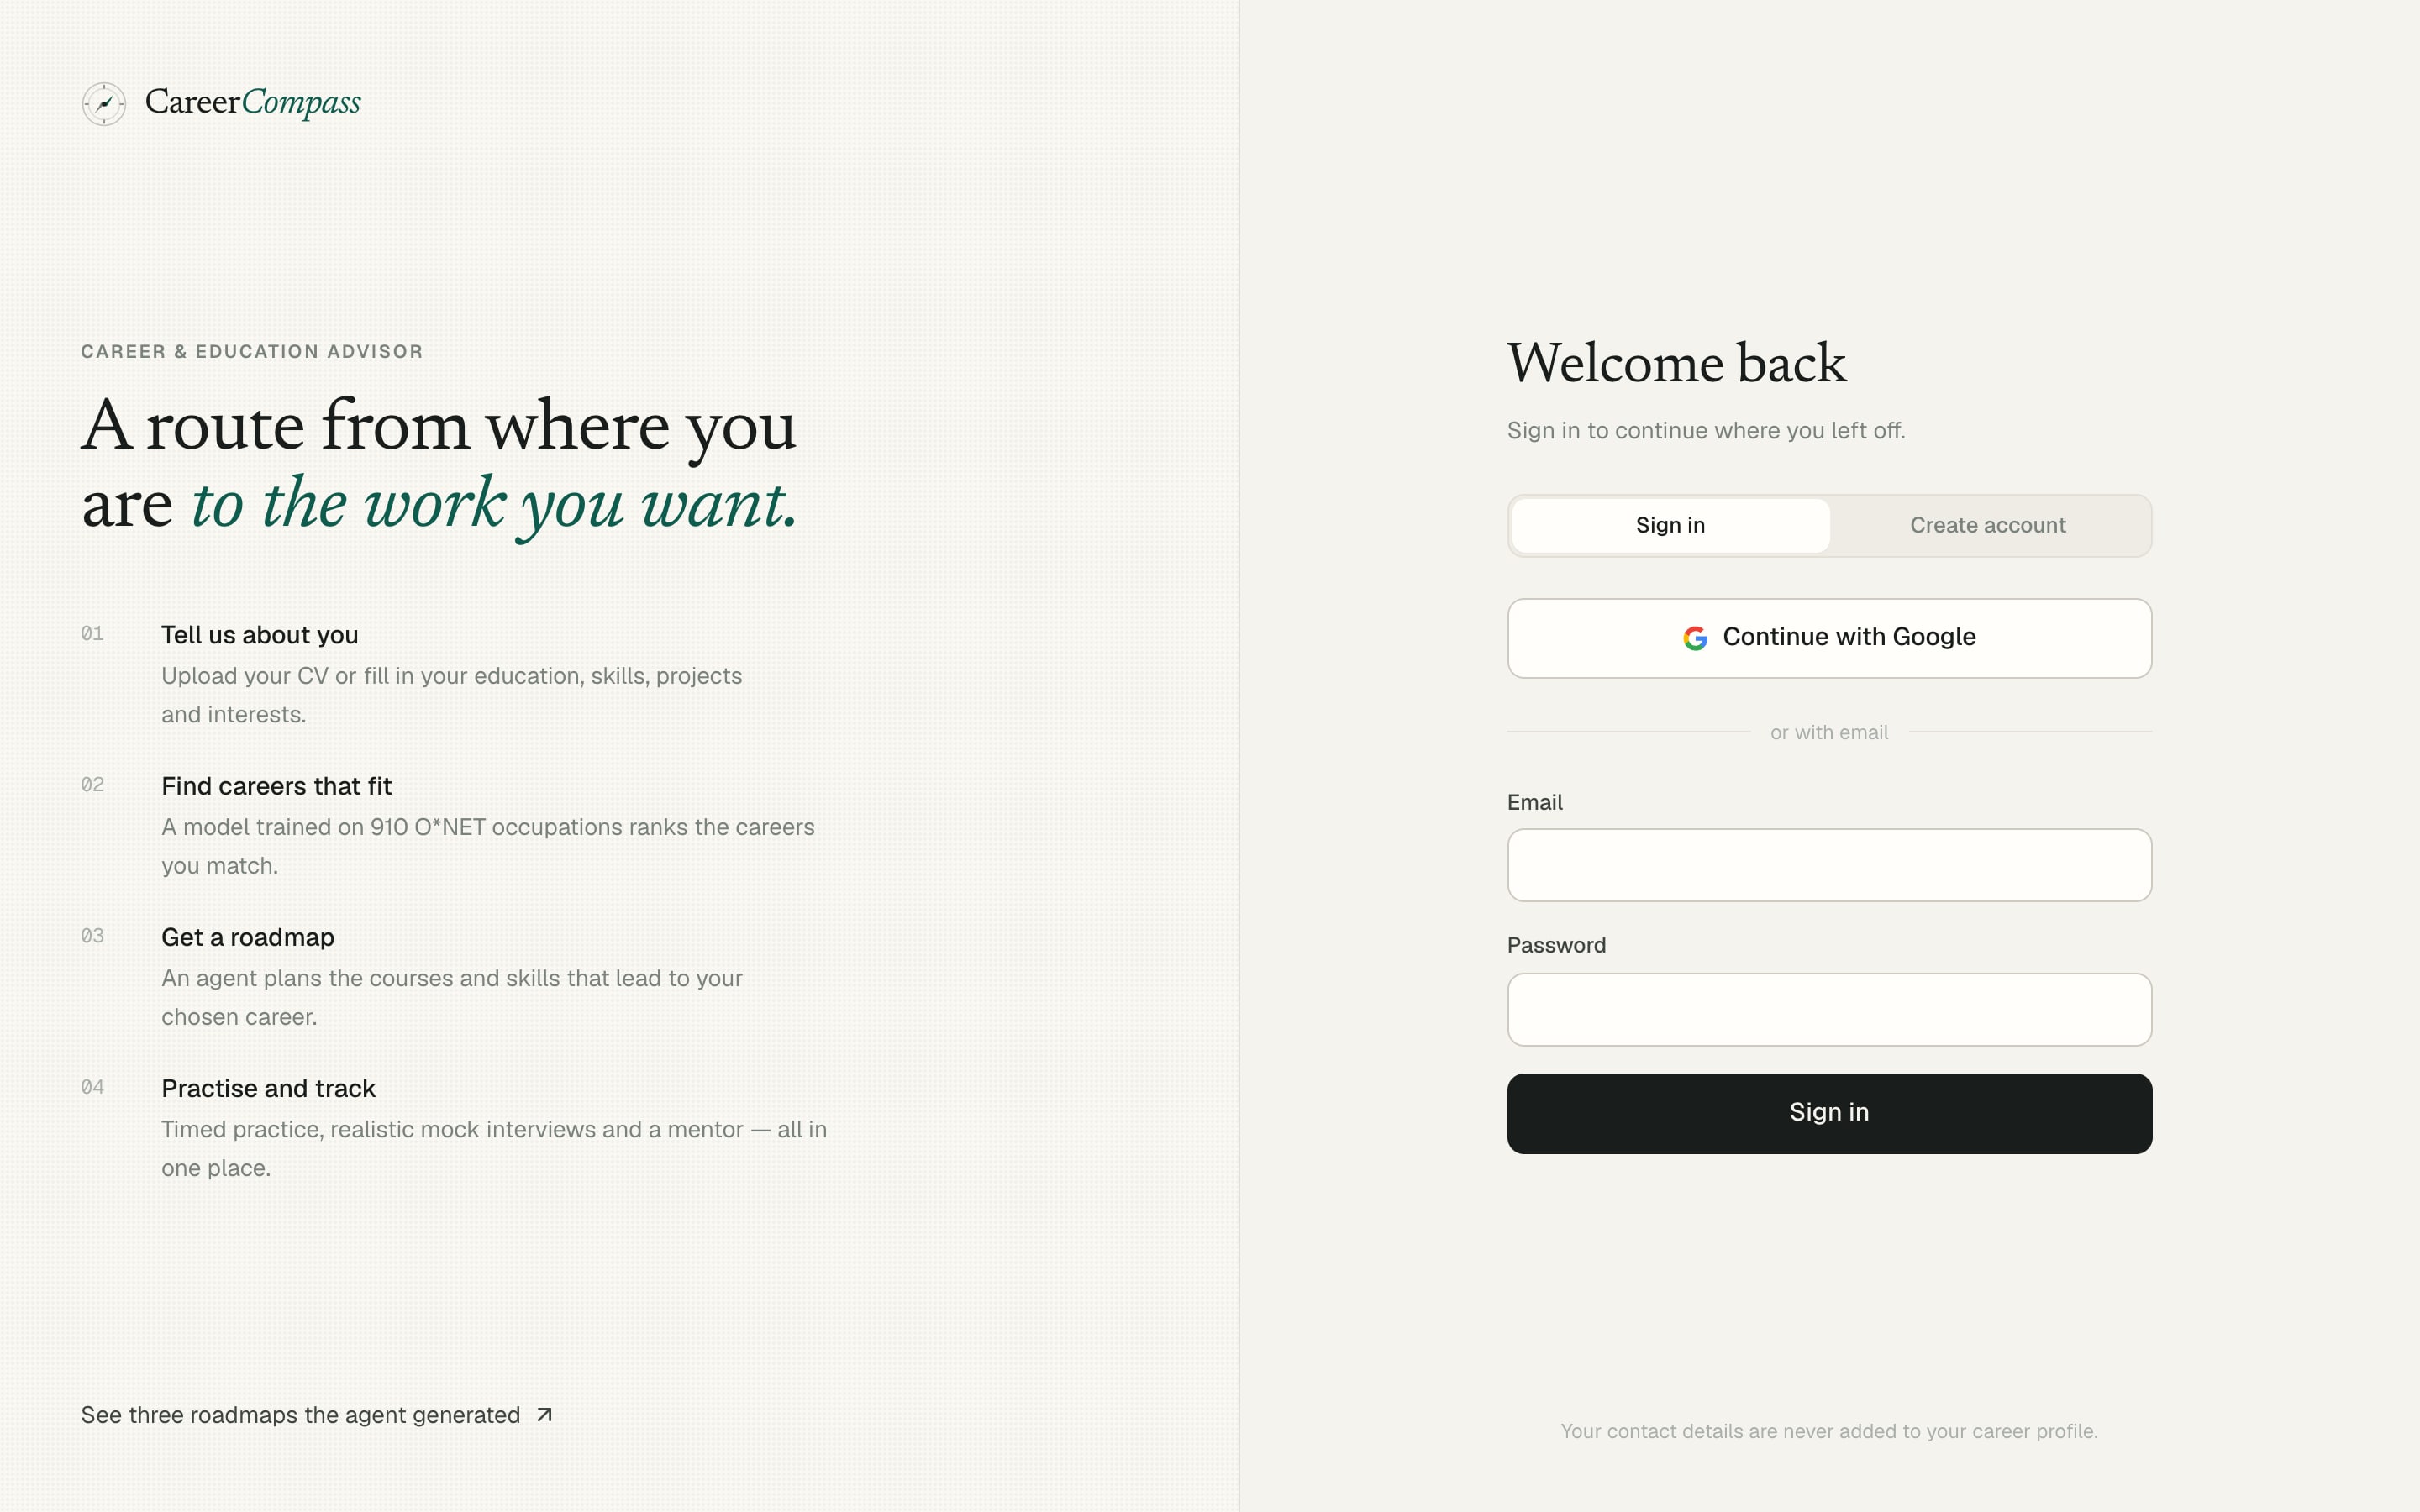 CareerCompass
CAREER & EDUCATION ADVISOR
A route from where you
are to the work you want.
01
Tell us about you
Upload your CV or fill in your education, skills, projects
and interests.
02
Find careers that fit
A model trained on 910 O*NET occupations ranks the careers
you match.
03
Get a roadmap
An agent plans the courses and skills that lead to your
chosen career.
04
Practise and track
Timed practice, realistic mock interviews and a mentor — all in
one place.
See three roadmaps the agent generated
Welcome back
Sign in to continue where you left off.
Sign in
Create account
Continue with Google
or with email
Email
Password
Sign in
Your contact details are never added to your career profile.